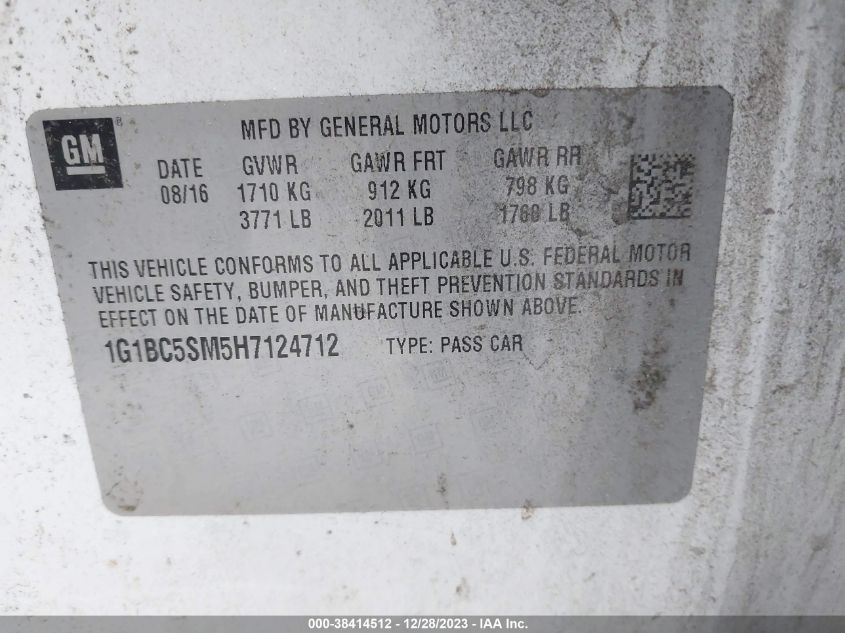 GM ®
MFD BY GENERAL MOTORS LLC
DATE GVWR GAWR FRT GAWR RR
08/16 1710 KG 912 KG 798 KG
3771 LB 2011 LB 1760 LB
THIS VEHICLE CONFORMS TO ALL APPLICABLE U.S. FEDERAL MOTOR
VEHICLE SAFETY, BUMPER, AND THEFT PREVENTION STANDARDS IN
EFFECT ON THE DATE OF MANUFACTURE SHOWN ABOVE.
1G1BC5SM5H7124712 TYPE: PASS CAR
000-38414512 - 12/28/2023 - IAA Inc.